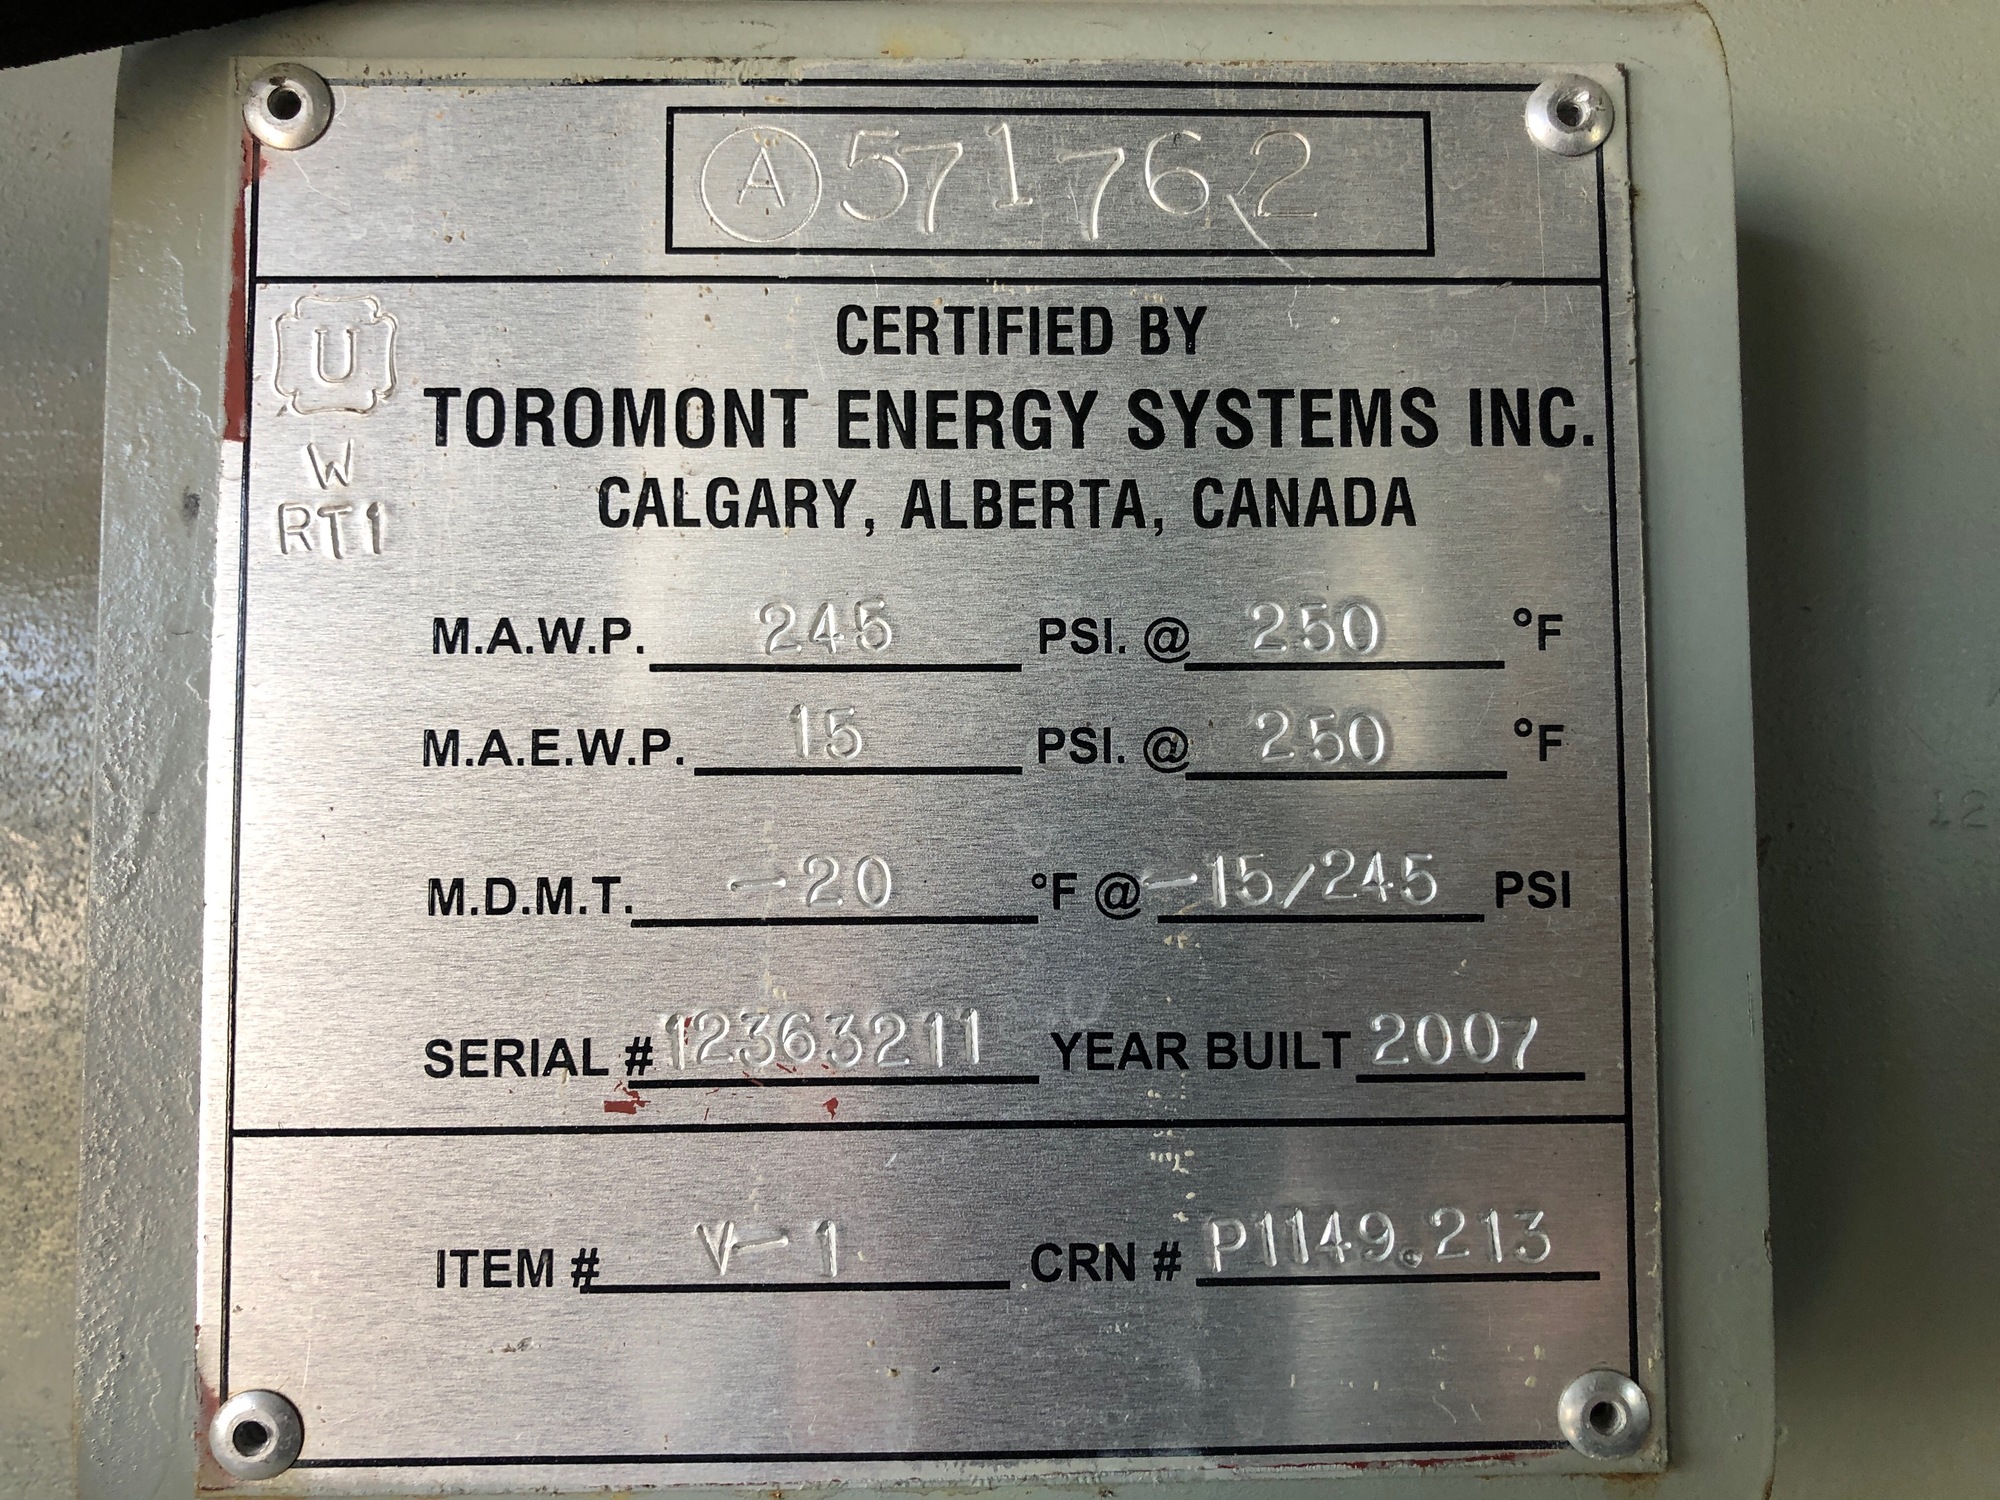 A 571762
CERTIFIED BY
U
TOROMONT ENERGY SYSTEMS INC.
W
CALGARY, ALBERTA, CANADA
RT1
M.A.W.P. 245 PSI. @ 250 °F
M.A.E.W.P. 15 PSI. @ 250 °F
M.D.M.T. -20 °F @ -15/245 PSI
SERIAL # 12363211 YEAR BUILT 2007
ITEM # V-1 CRN # P1149.213
12